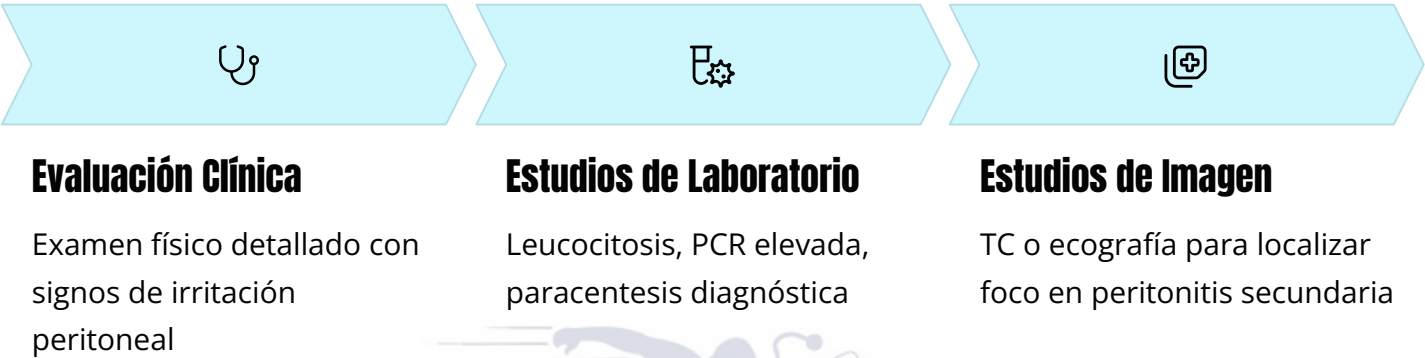 Evaluación Clínica
Examen físico detallado con
signos de irritación
peritoneal
Estudios de Laboratorio
Leucocitosis, PCR elevada,
paracentesis diagnóstica
Estudios de Imagen
TC o ecografía para localizar
foco en peritonitis secundaria